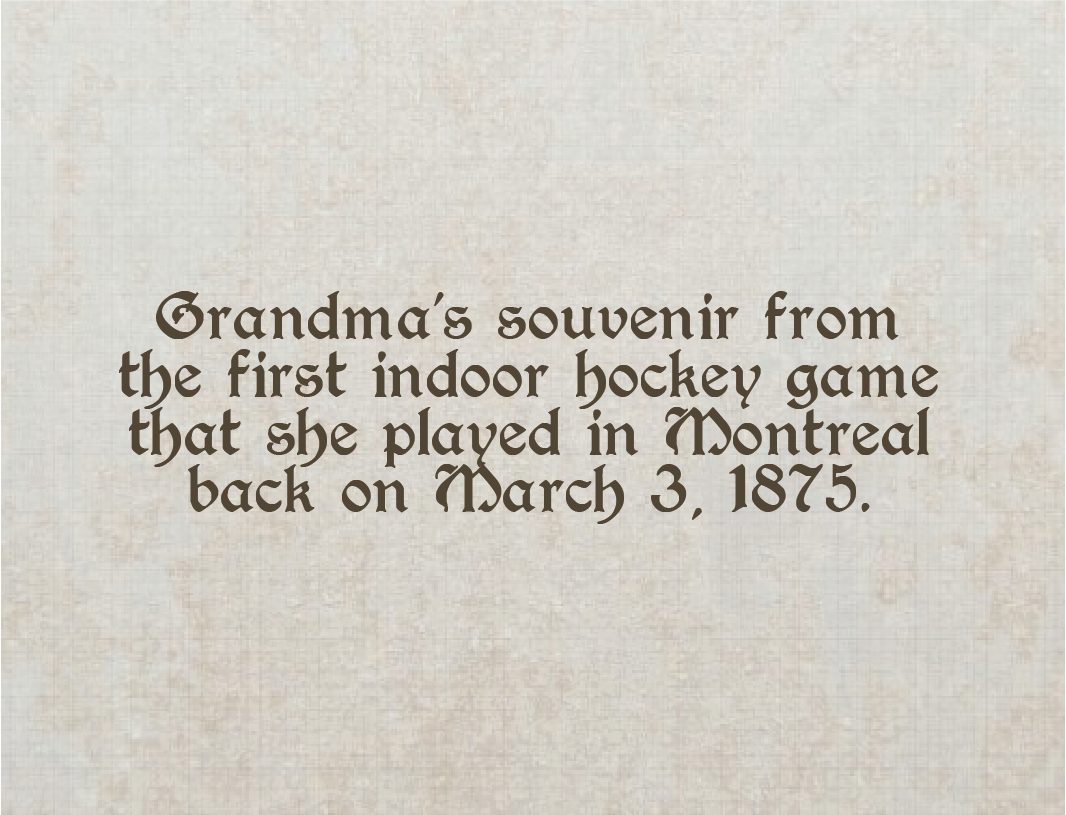 Grandma's souvenir from
the first indoor hockey game
that she played in Montreal
back on March 3, 1875.